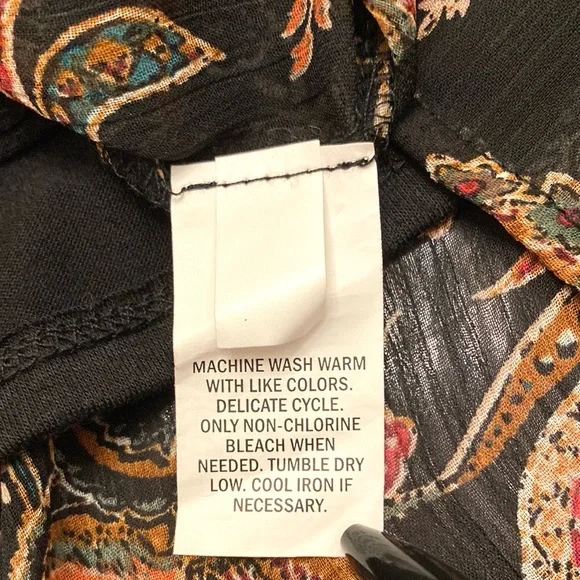 MACHINE WASH WARM
WITH LIKE COLORS.
DELICATE CYCLE.
ONLY NON-CHLORINE
BLEACH WHEN
NEEDED. TUMBLE DRY
LOW. COOL IRON IF
NECESSARY.